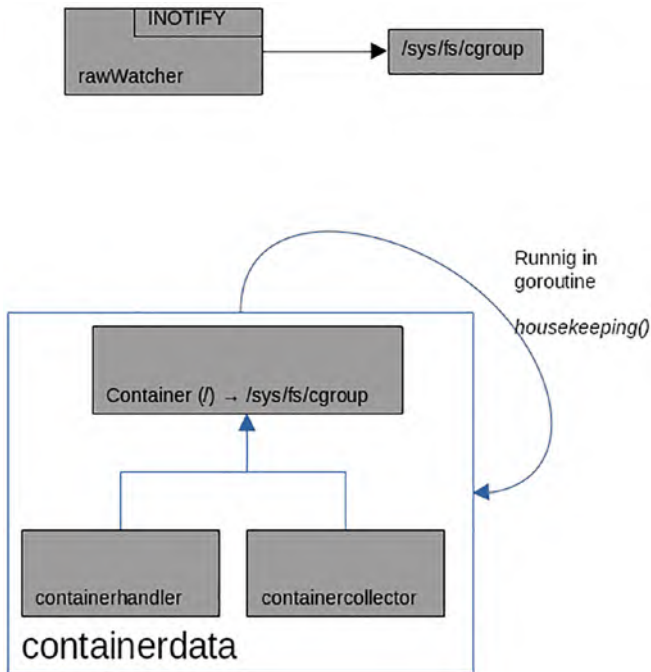 INOTIFY
rawWatcher
/sys/fs/cgroup
Runnig in
goroutine
housekeeping()
Container (/) → /sys/fs/cgroup
containerhandler
containercollector
containerdata